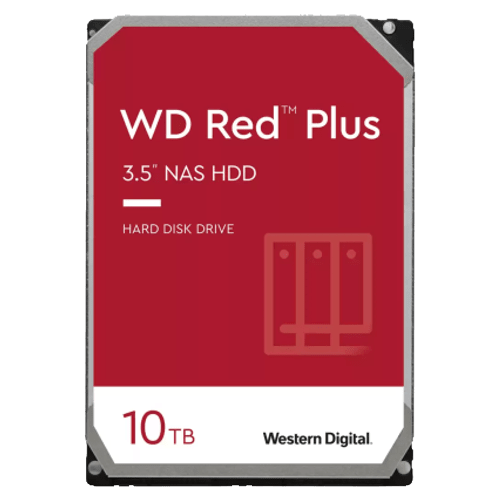 WD Red™ Plus
3.5" NAS HDD
HARD DISK DRIVE
10TB
Western Digital.